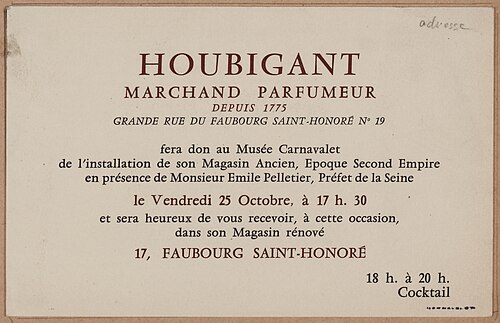 adresse
HOUBIGANT
MARCHAND PARFUMEUR
DEPUIS 1775
GRANDE RUE DU FAUBOURG SAINT-HONORÉ Nº 19
fera don au Musée Carnavalet
de l'installation de son Magasin Ancien, Epoque Second Empire
en présence de Monsieur Emile Pelletier, Préfet de la Seine
le Vendredi 25 Octobre, à 17 h. 30
et sera heureux de vous recevoir, à cette occasion,
dans son Magasin rénové
17, FAUBOURG SAINT-HONORÉ
18 h. à 20 h.
Cocktail